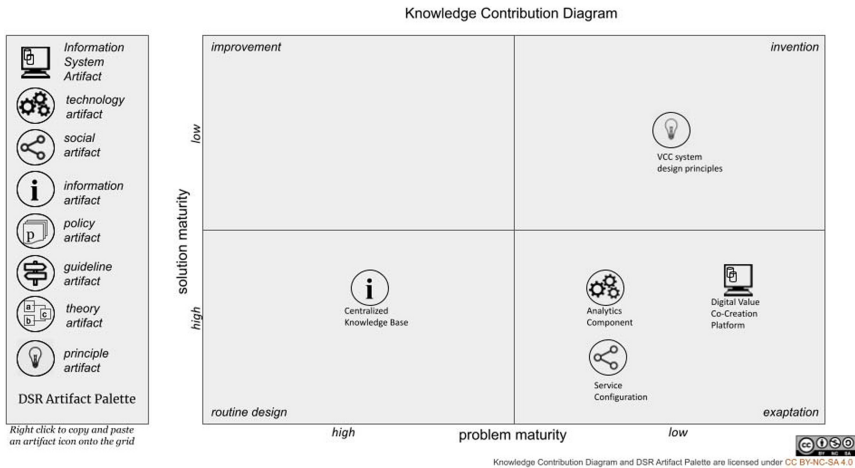 Knowledge Contribution Diagram
Information
System
Artifact
technology
artifact
social
artifact
i
information
artifact
p
policy
artifact
guideline
artifact
a
b
c
theory
artifact
principle
artifact
DSR Artifact Palette
Right click to copy and paste
an artifact icon onto the grid
solution maturity
low
high
improvement
invention
VCC system
design principles
i
Centralized
Knowledge Base
Analytics
Component
Digital Value
Co-Creation
Platform
Service
Configuration
routine design
exaptation
high
problem maturity
low
cc
BY NC SA
Knowledge Contribution Diagram and DSR Artifact Palette are licensed under CC BY-NC-SA 4.0